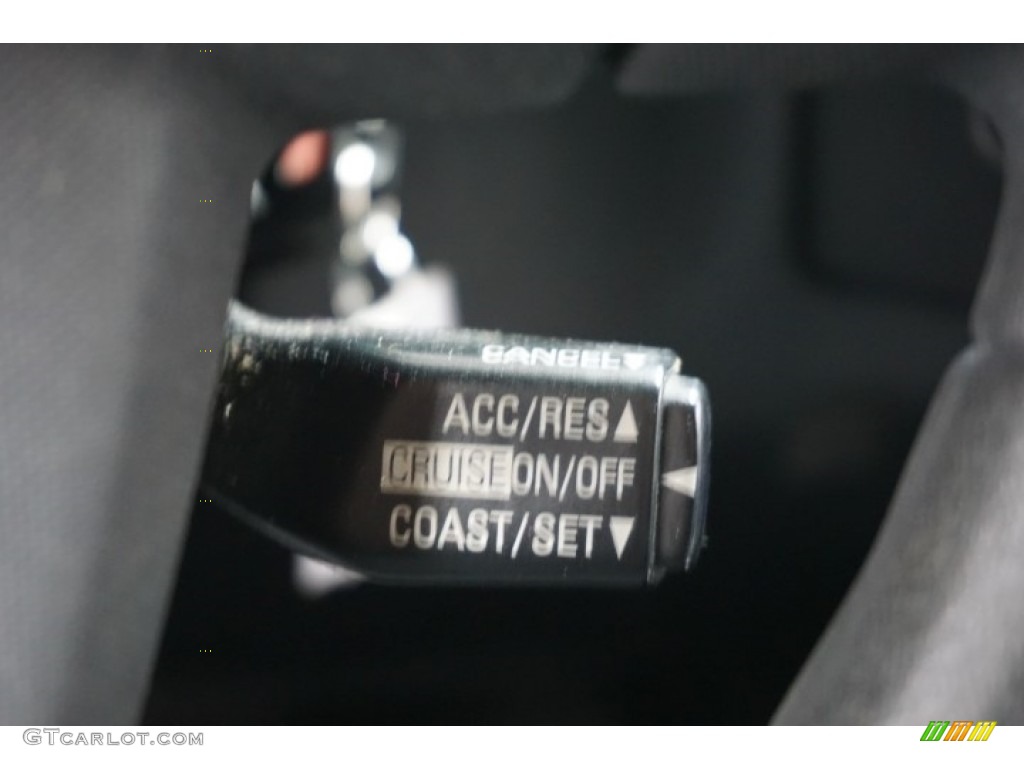 CANCEL▼
ACC/RES▲
CRUISE ON/OFF
COAST/SET▼
GTCARLOT.COM